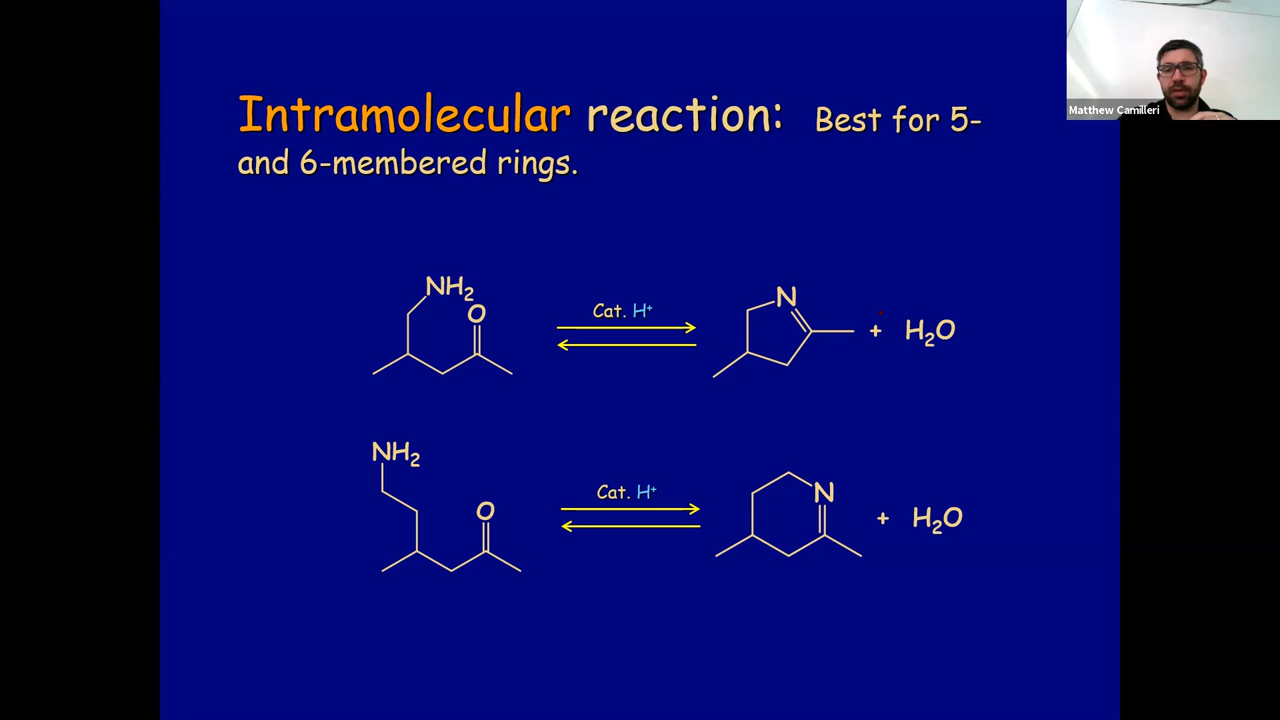 Matthew Camilleri
Intramolecular reaction: Best for 5-
and 6-membered rings.
NH₂
O
Cat. H⁺
N
+ H₂O
NH₂
O
Cat. H⁺
N
+ H₂O